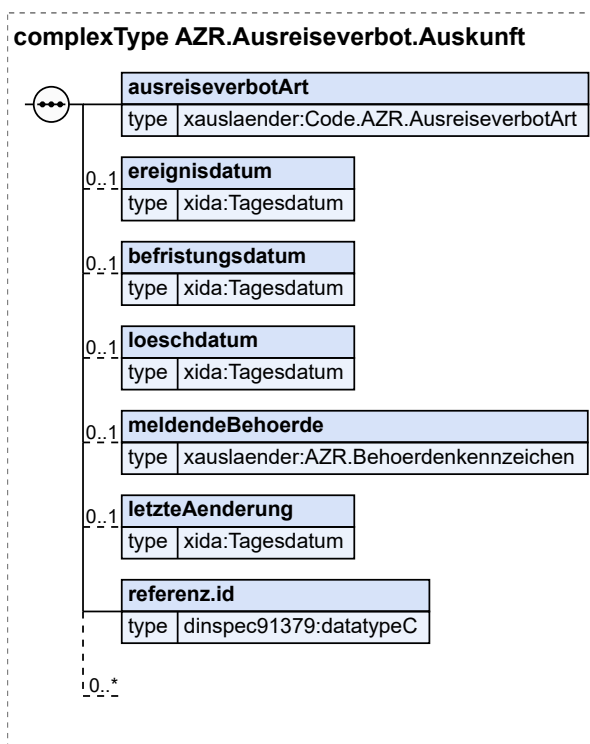 complexType AZR.Ausreiseverbot.Auskunft
ausreiseverbotArt
type xauslaender:Code.AZR.AusreiseverbotArt
0..1 ereignisdatum
type xida:Tagesdatum
0..1 befristungsdatum
type xida:Tagesdatum
0..1 loeschdatum
type xida:Tagesdatum
0..1 meldendeBehoerde
type xauslaender:AZR.Behoerdenkennzeichen
0..1 letzteAenderung
type xida:Tagesdatum
referenz.id
type dinspec91379:datatypeC
0..*